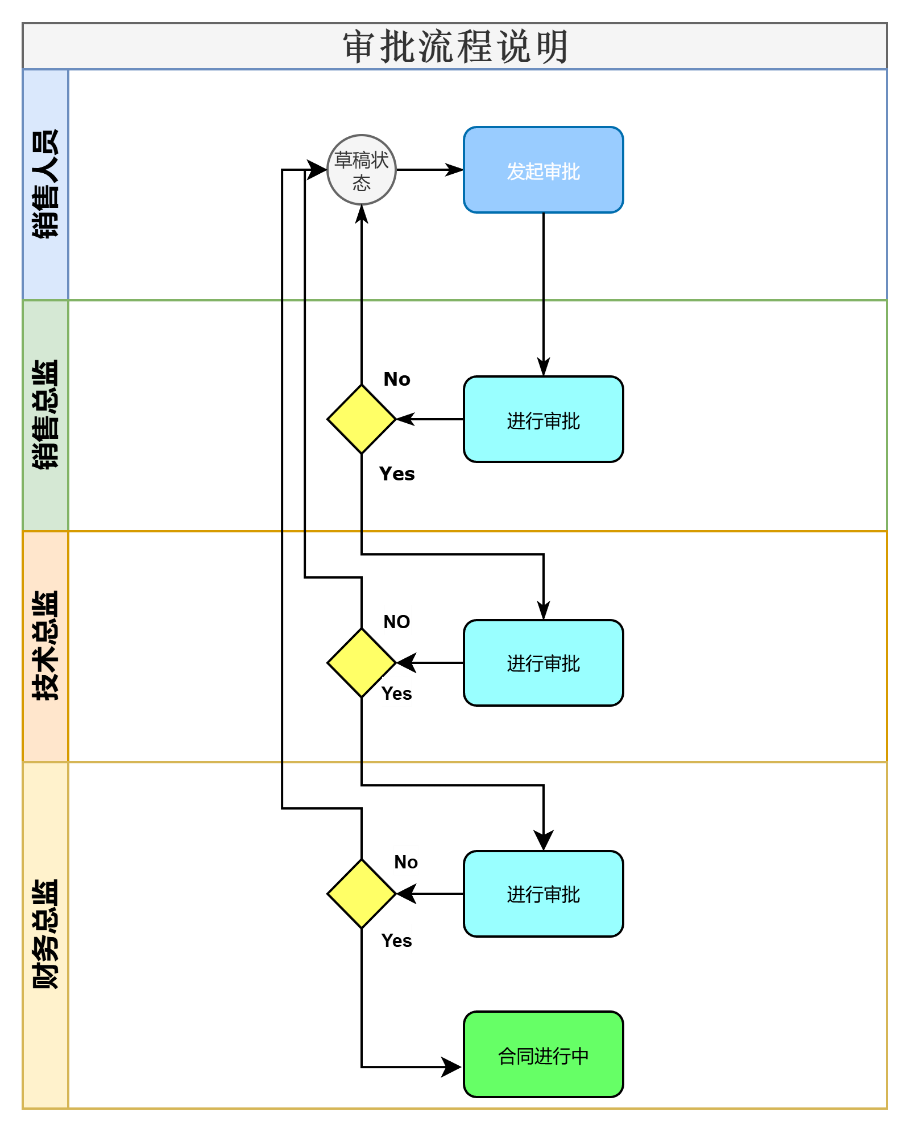 审批流程说明
销售人员
草稿状
态
发起审批
销售总监
No
进行审批
Yes
技术总监
NO
进行审批
Yes
财务总监
No
进行审批
Yes
合同进行中